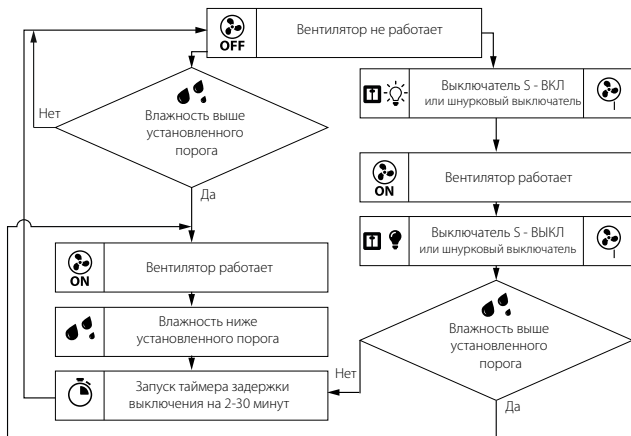 OFF
Вентилятор не работает
Нет
Влажность выше
установленного
порога
Да
ON
Вентилятор работает
Влажность ниже
установленного порога
Запуск таймера задержки
выключения на 2-30 минут
Выключатель S - ВКЛ
или шнурковый выключатель
ON
Вентилятор работает
Выключатель S - ВЫКЛ
или шнурковый выключатель
Влажность выше
установленного
порога
Нет
Да